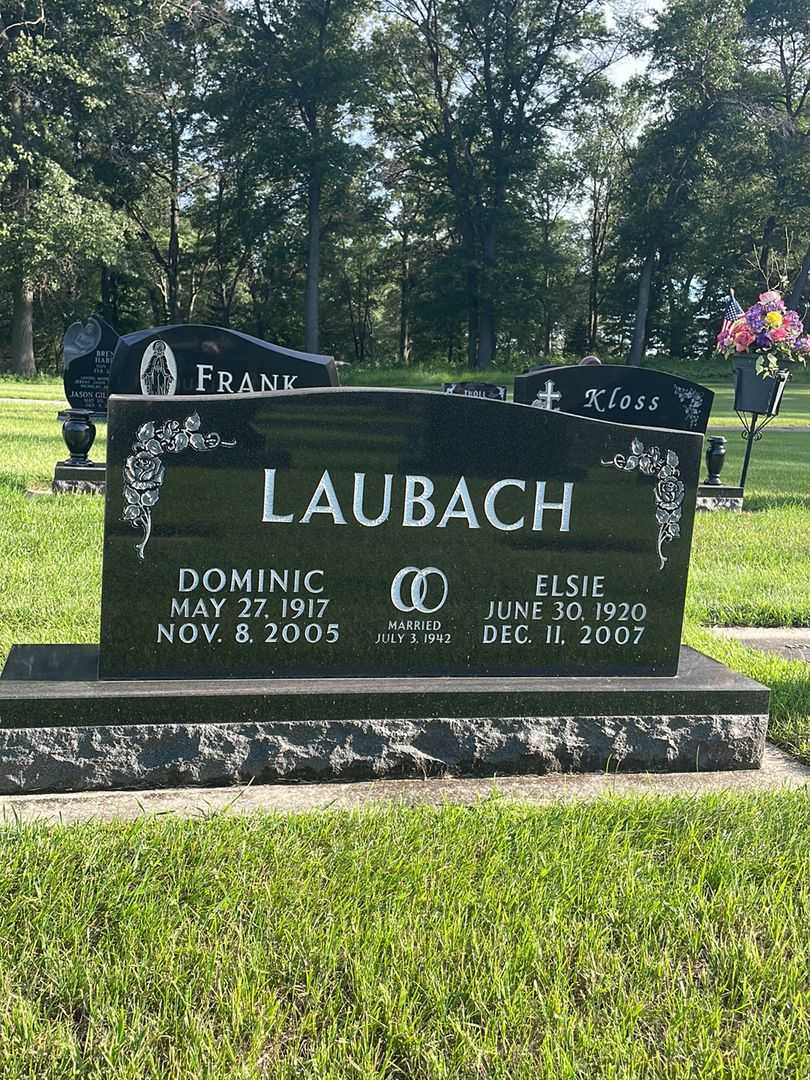 FRANK
Kloss
LAUBACH
DOMINIC
MAY 27, 1917
NOV. 8, 2005
MARRIED
JULY 3, 1942
ELSIE
JUNE 30, 1920
DEC. 11, 2007